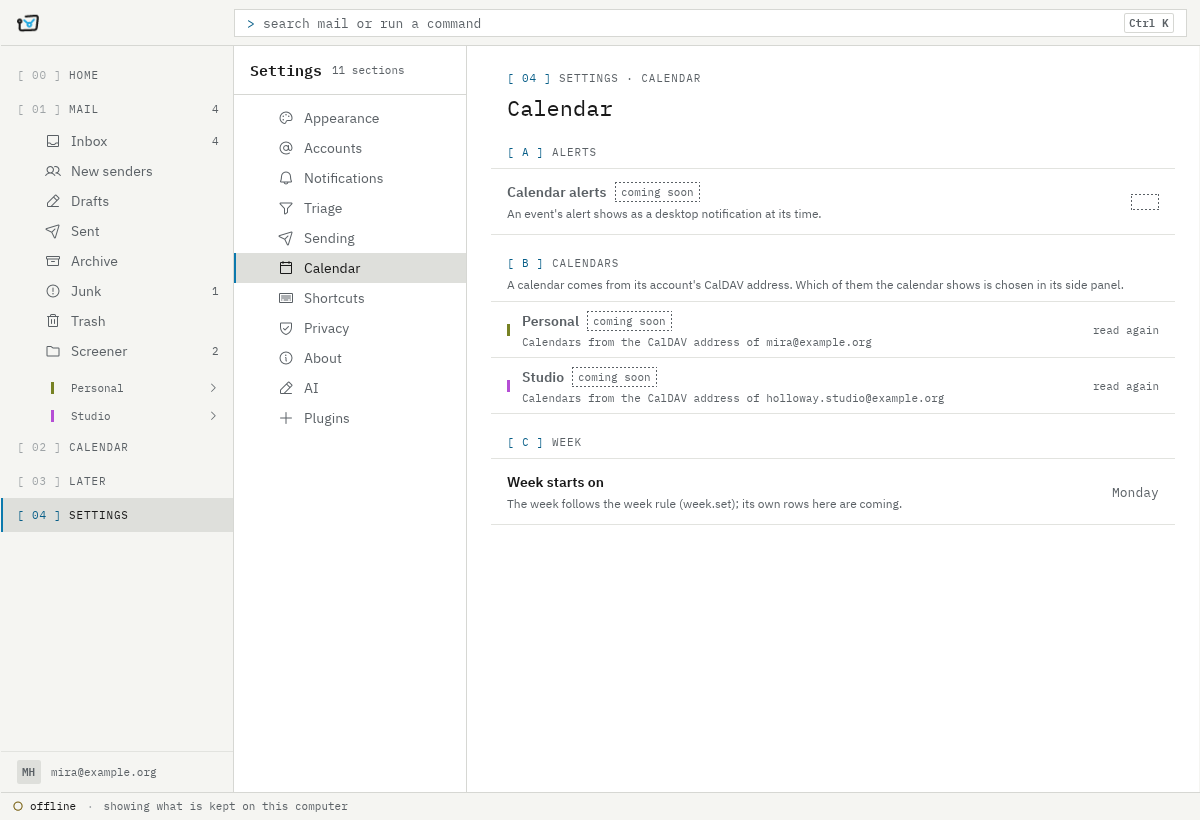 > search mail or run a command Ctrl K
[ 00 ] HOME
[ 01 ] MAIL 4
Inbox 4
New senders
Drafts
Sent
Archive
Junk 1
Trash
Screener 2
Personal
Studio
[ 02 ] CALENDAR
[ 03 ] LATER
[ 04 ] SETTINGS
MH mira@example.org
Settings 11 sections
Appearance
Accounts
Notifications
Triage
Sending
Calendar
Shortcuts
Privacy
About
AI
Plugins
[ 04 ] SETTINGS · CALENDAR
Calendar
[ A ] ALERTS
Calendar alerts coming soon
An event's alert shows as a desktop notification at its time.
[ B ] CALENDARS
A calendar comes from its account's CalDAV address. Which of them the calendar shows is chosen in its side panel.
Personal coming soon
Calendars from the CalDAV address of mira@example.org
read again
Studio coming soon
Calendars from the CalDAV address of holloway.studio@example.org
read again
[ C ] WEEK
Week starts on
The week follows the week rule (week.set); its own rows here are coming.
Monday
offline · showing what is kept on this computer